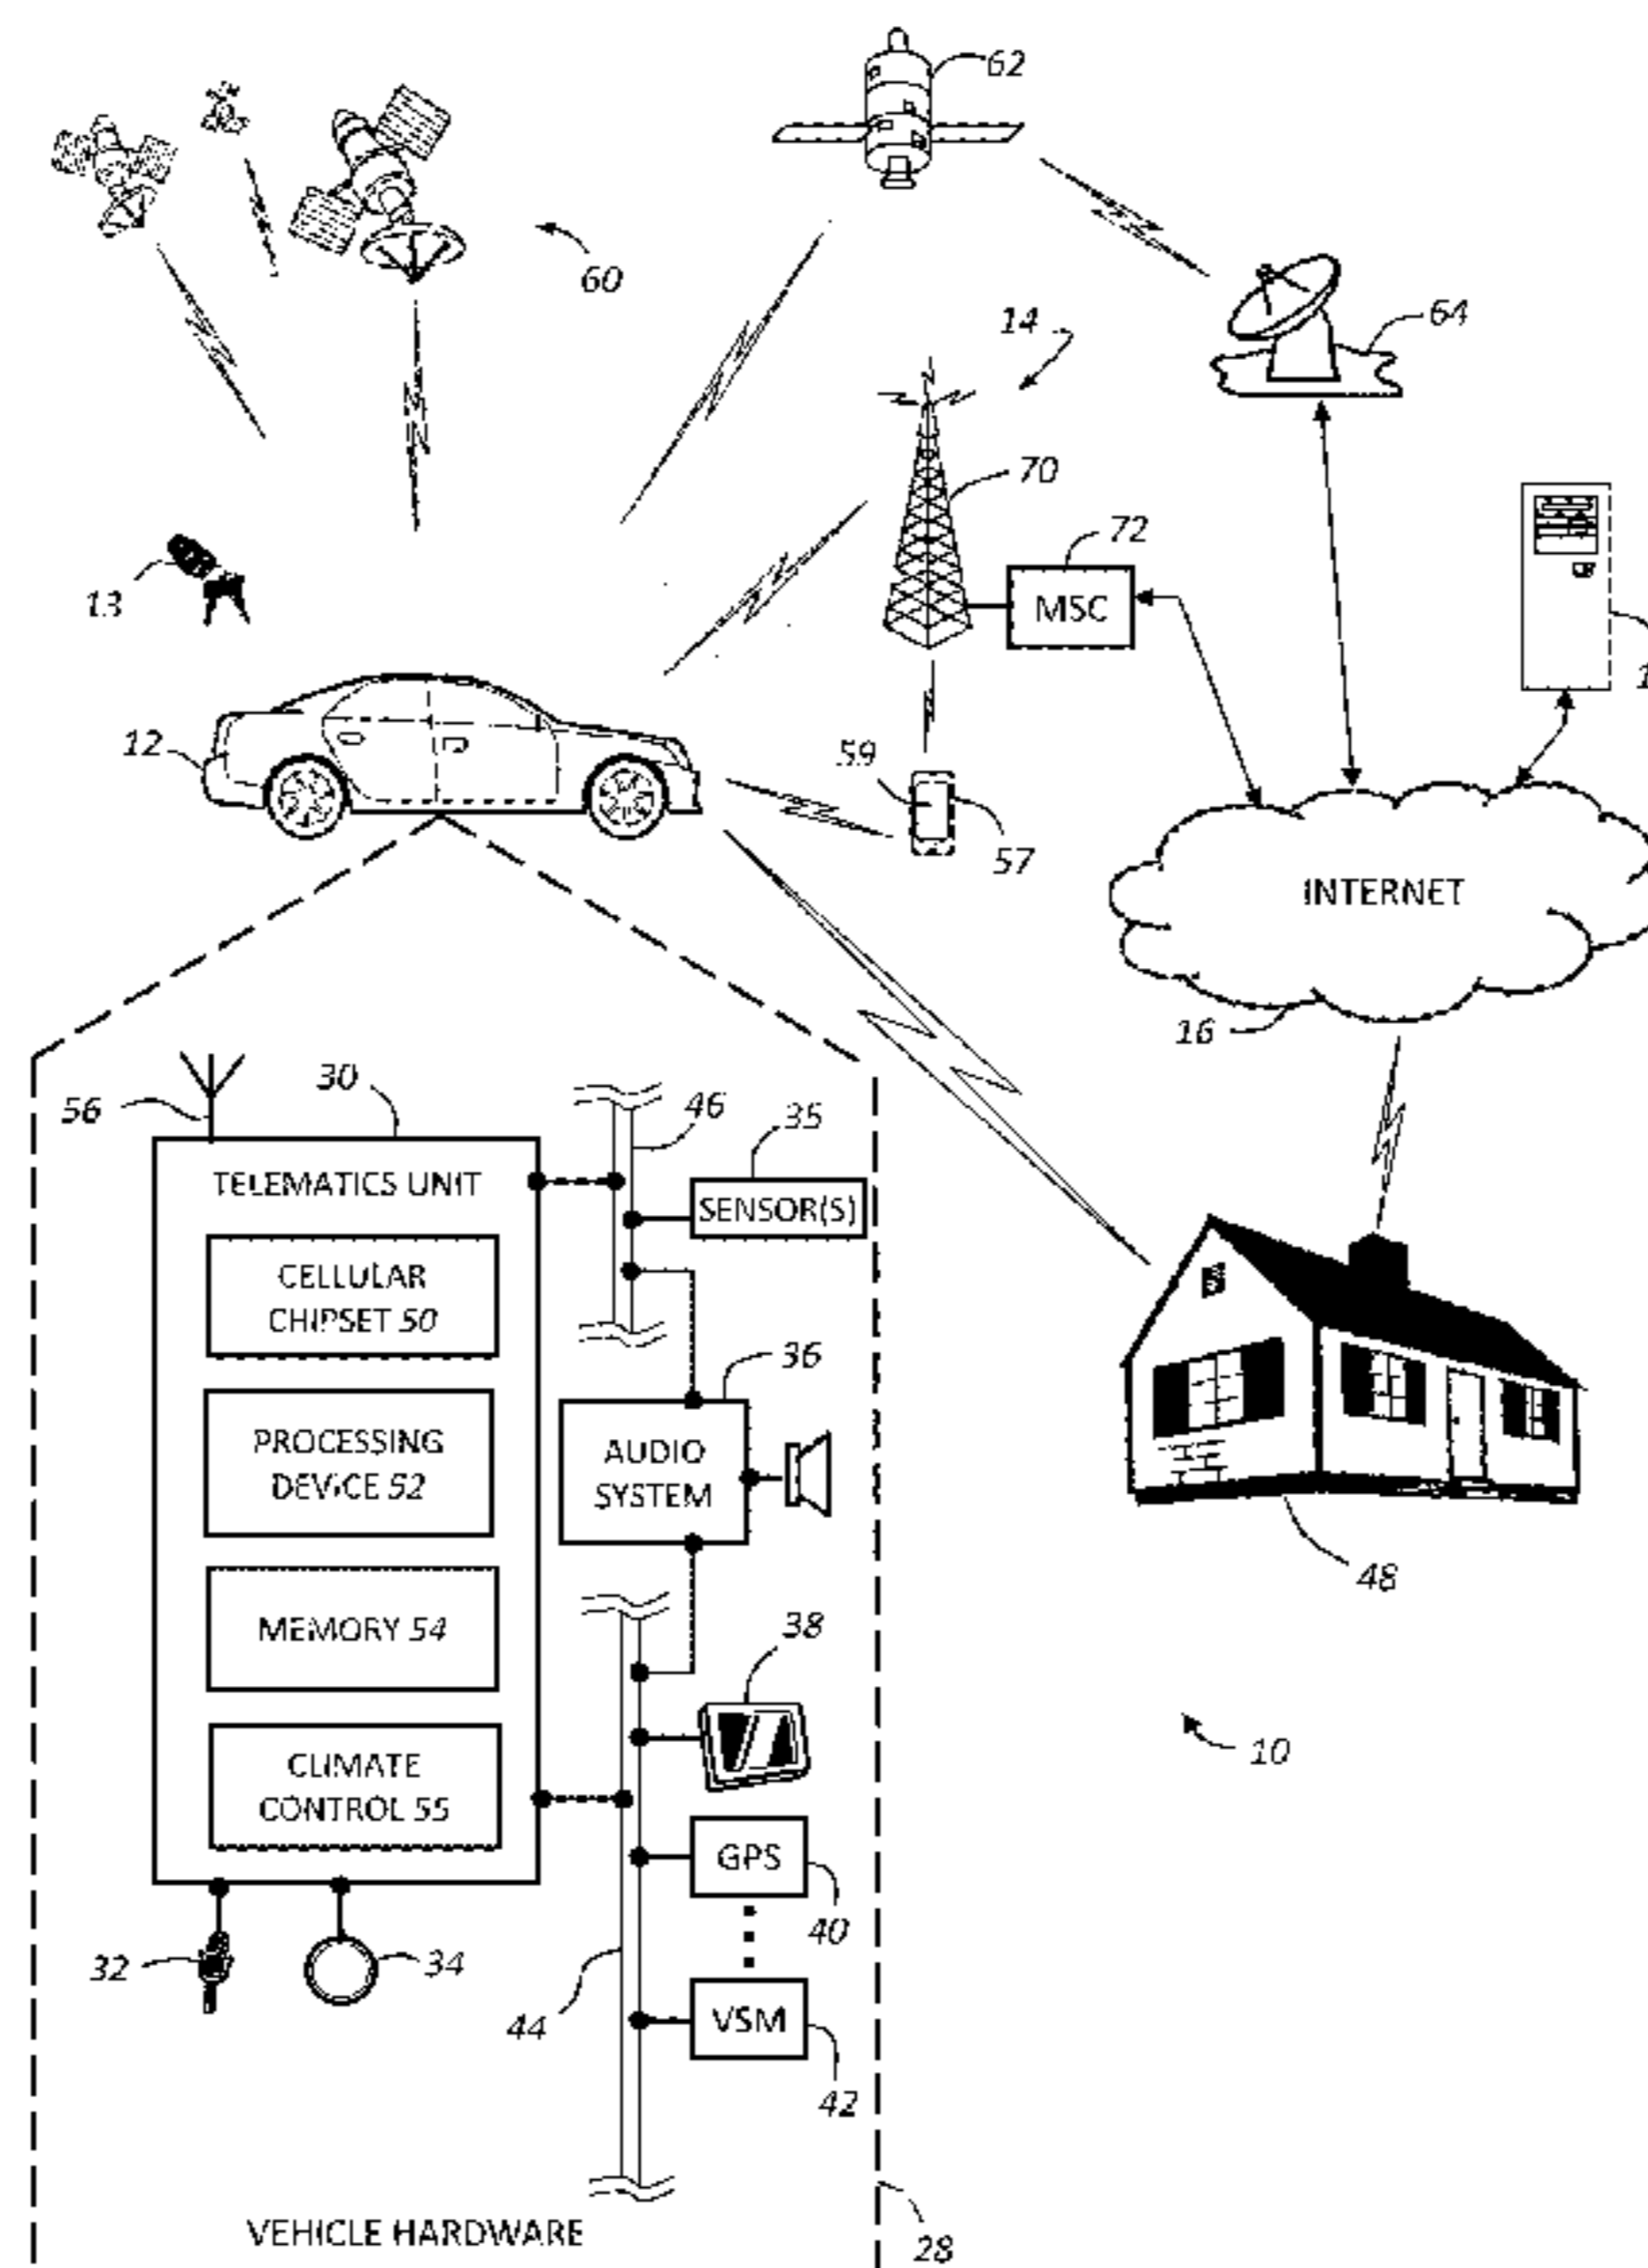 62
60
64
14
70
72
MSC
13
12
59
57
INTERNET
16
30
56
46
35
TELEMATICS UNIT
SENSOR(S)
CELLULAR
CHIPSET 50
36
PROCESSING
DEVICE 52
AUDIO
SYSTEM
48
38
MEMORY 54
10
CLIMATE
CONTROL 55
GPS
40
32
34
44
VSM
42
VEHICLE HARDWARE
28